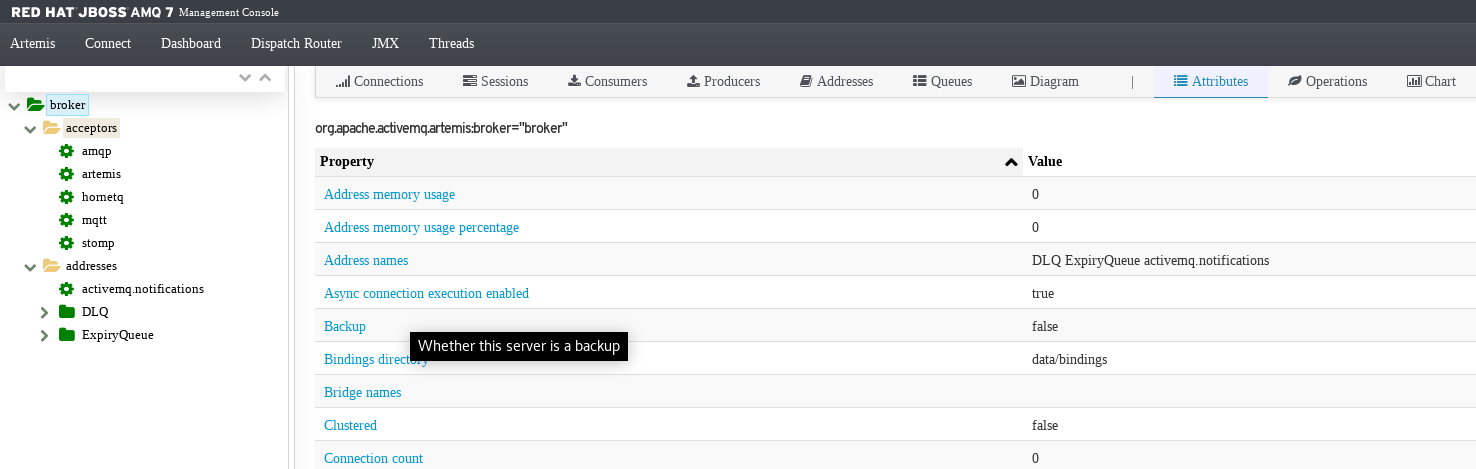 RED HAT JBOSS AMQ 7 Management Console
Artemis Connect Dashboard Dispatch Router JMX Threads
Connections Sessions Consumers Producers Addresses Queues Diagram | Attributes Operations Chart
broker
acceptors
amqp
artemis
hornetq
mqtt
stomp
addresses
activemq.notifications
DLQ
ExpiryQueue
org.apache.activemq.artemis:broker="broker"
Property Value
Address memory usage 0
Address memory usage percentage 0
Address names DLQ ExpiryQueue activemq.notifications
Async connection execution enabled true
Backup false
Whether this server is a backup
Bindings directory data/bindings
Bridge names
Clustered false
Connection count 0